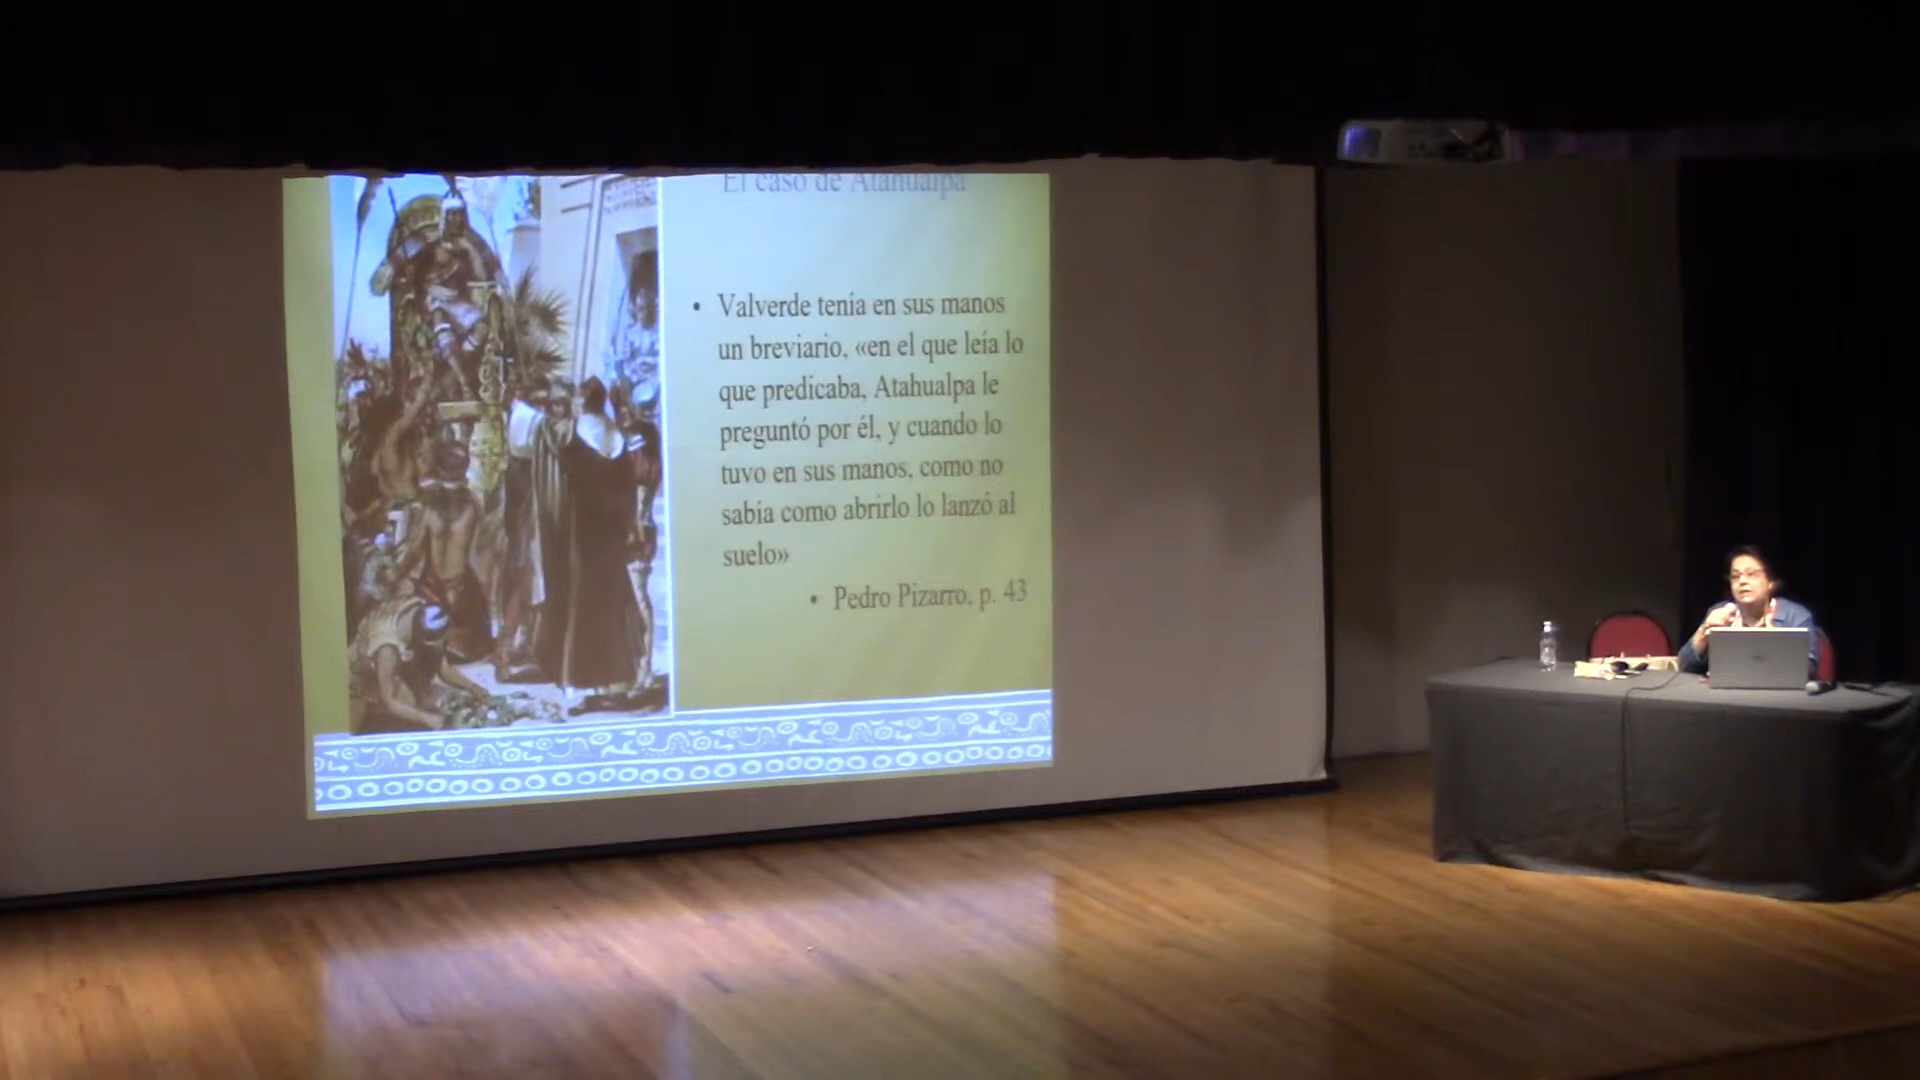 El caso de Atahualpa
• Valverde tenía en sus manos
un breviario, «en el que leía lo
que predicaba, Atahualpa le
preguntó por él, y cuando lo
tuvo en sus manos, como no
sabía como abrirlo lo lanzó al
suelo»
• Pedro Pizarro, p. 43